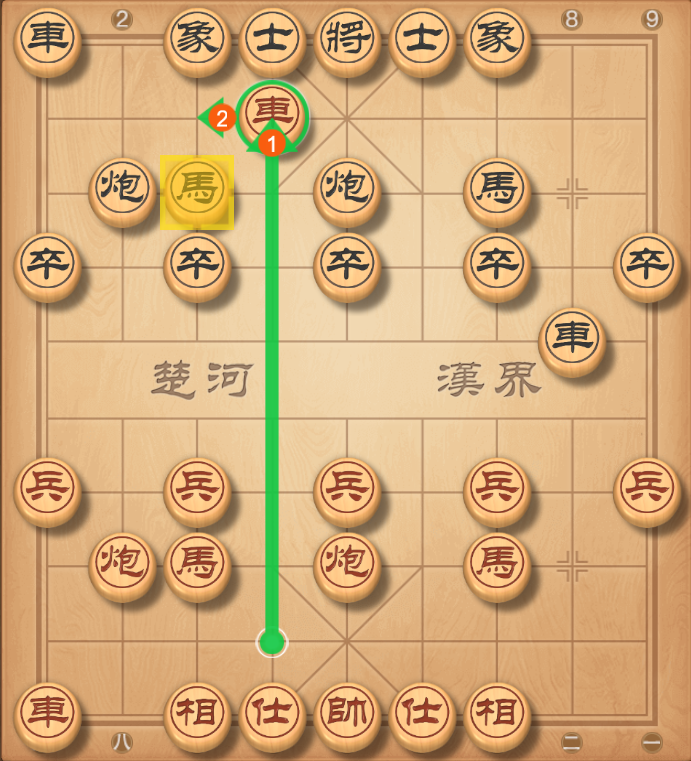 2 8 9
車 象 士 將 士 象
2 車
1
炮 馬 炮 馬
卒 卒 卒 卒 卒
車
楚河 漢界
兵 兵 兵 兵 兵
炮 馬 炮 馬
車 相 仕 帥 仕 相
八 二 一